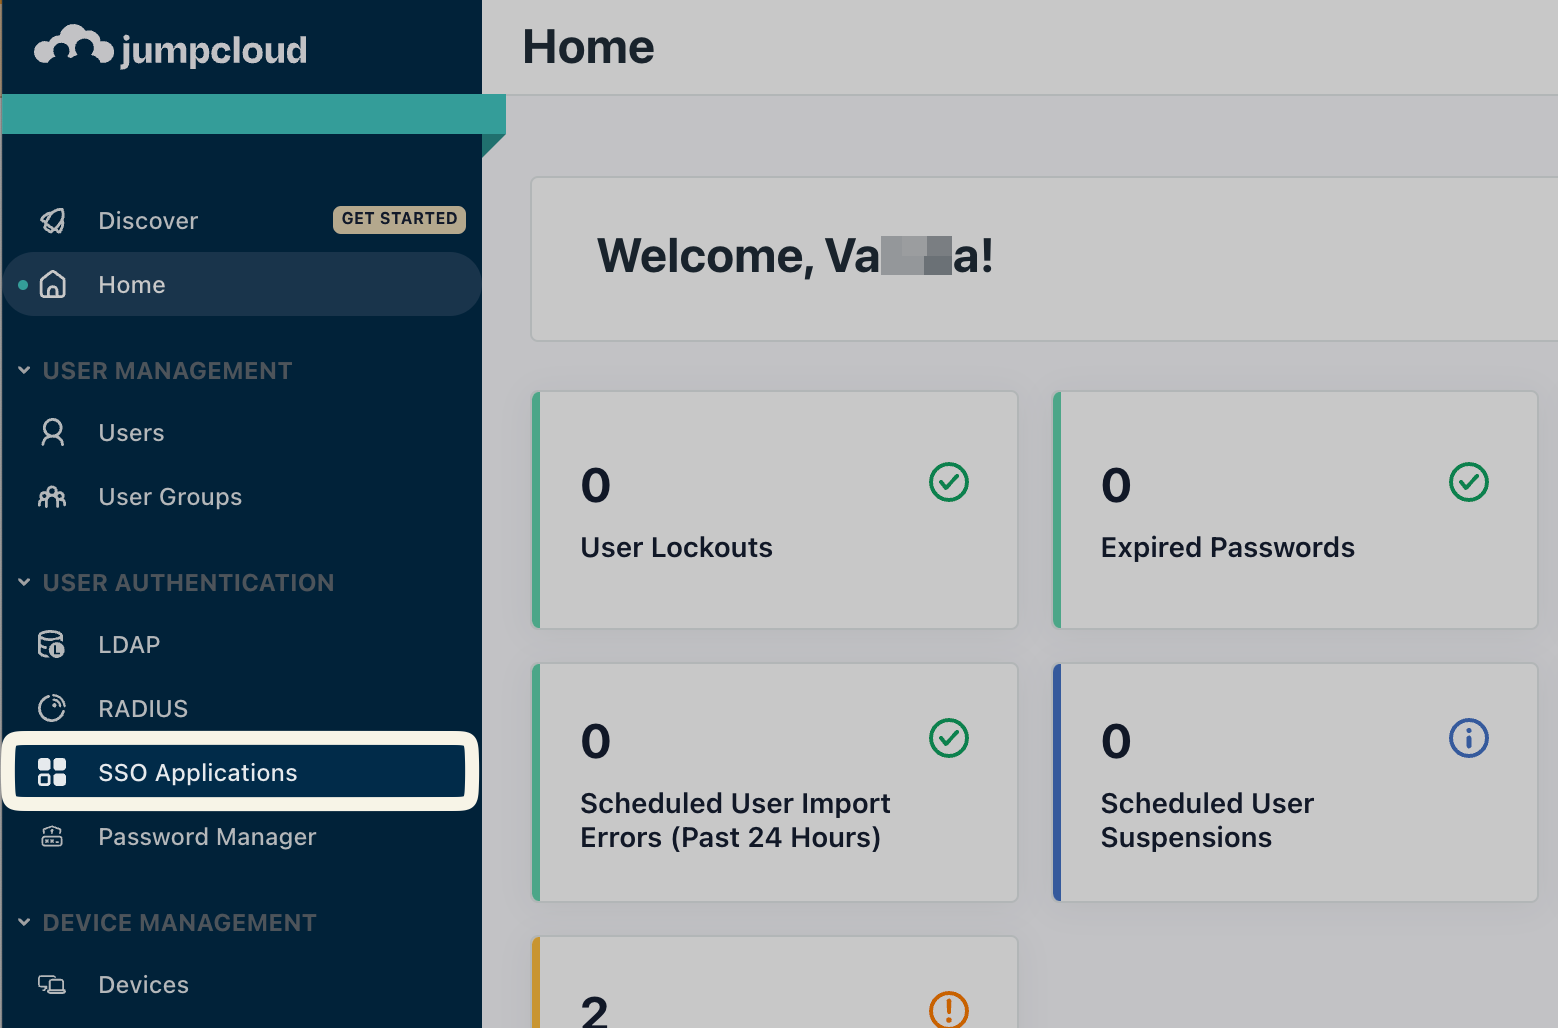 jumpcloud
Home
Discover
GET STARTED
Home
USER MANAGEMENT
Users
User Groups
USER AUTHENTICATION
LDAP
RADIUS
SSO Applications
Password Manager
DEVICE MANAGEMENT
Devices
Welcome, Va a!
0
User Lockouts
0
Expired Passwords
0
Scheduled User Import
Errors (Past 24 Hours)
0
Scheduled User
Suspensions
2